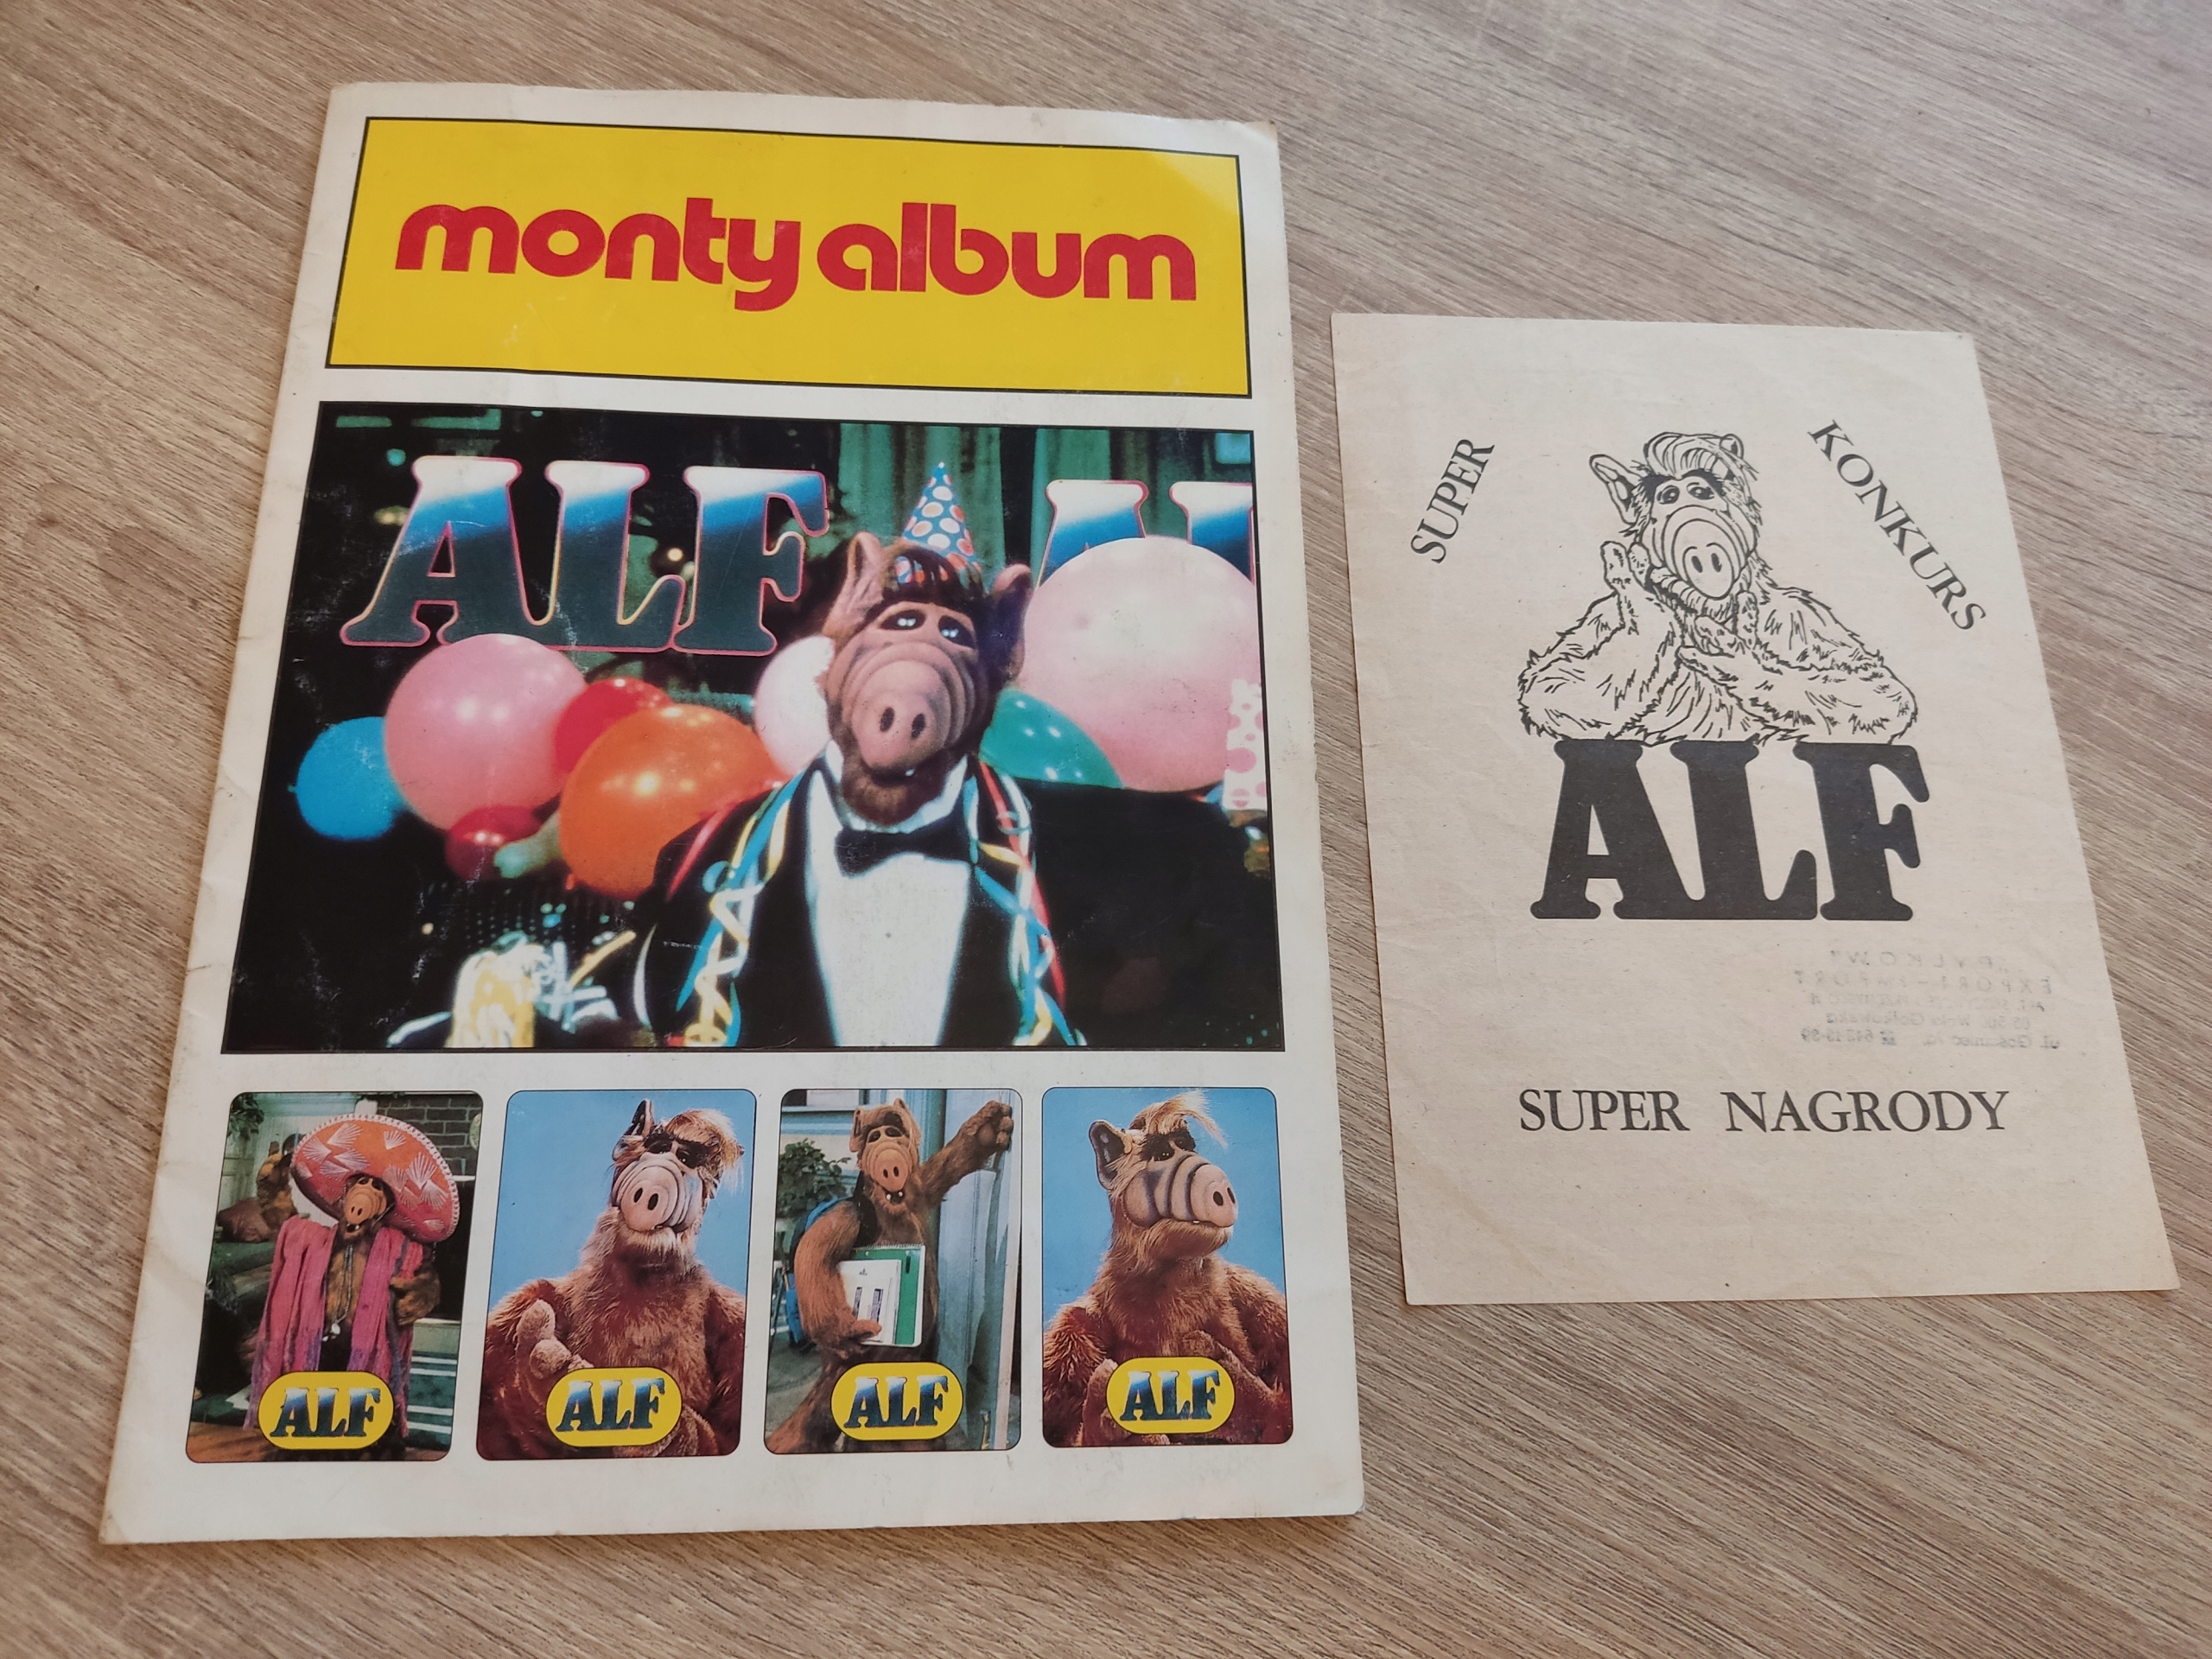 monty album
ALF
ALF
ALF
ALF
ALF
SUPER
KONKURS
ALF
SUPER NAGRODY